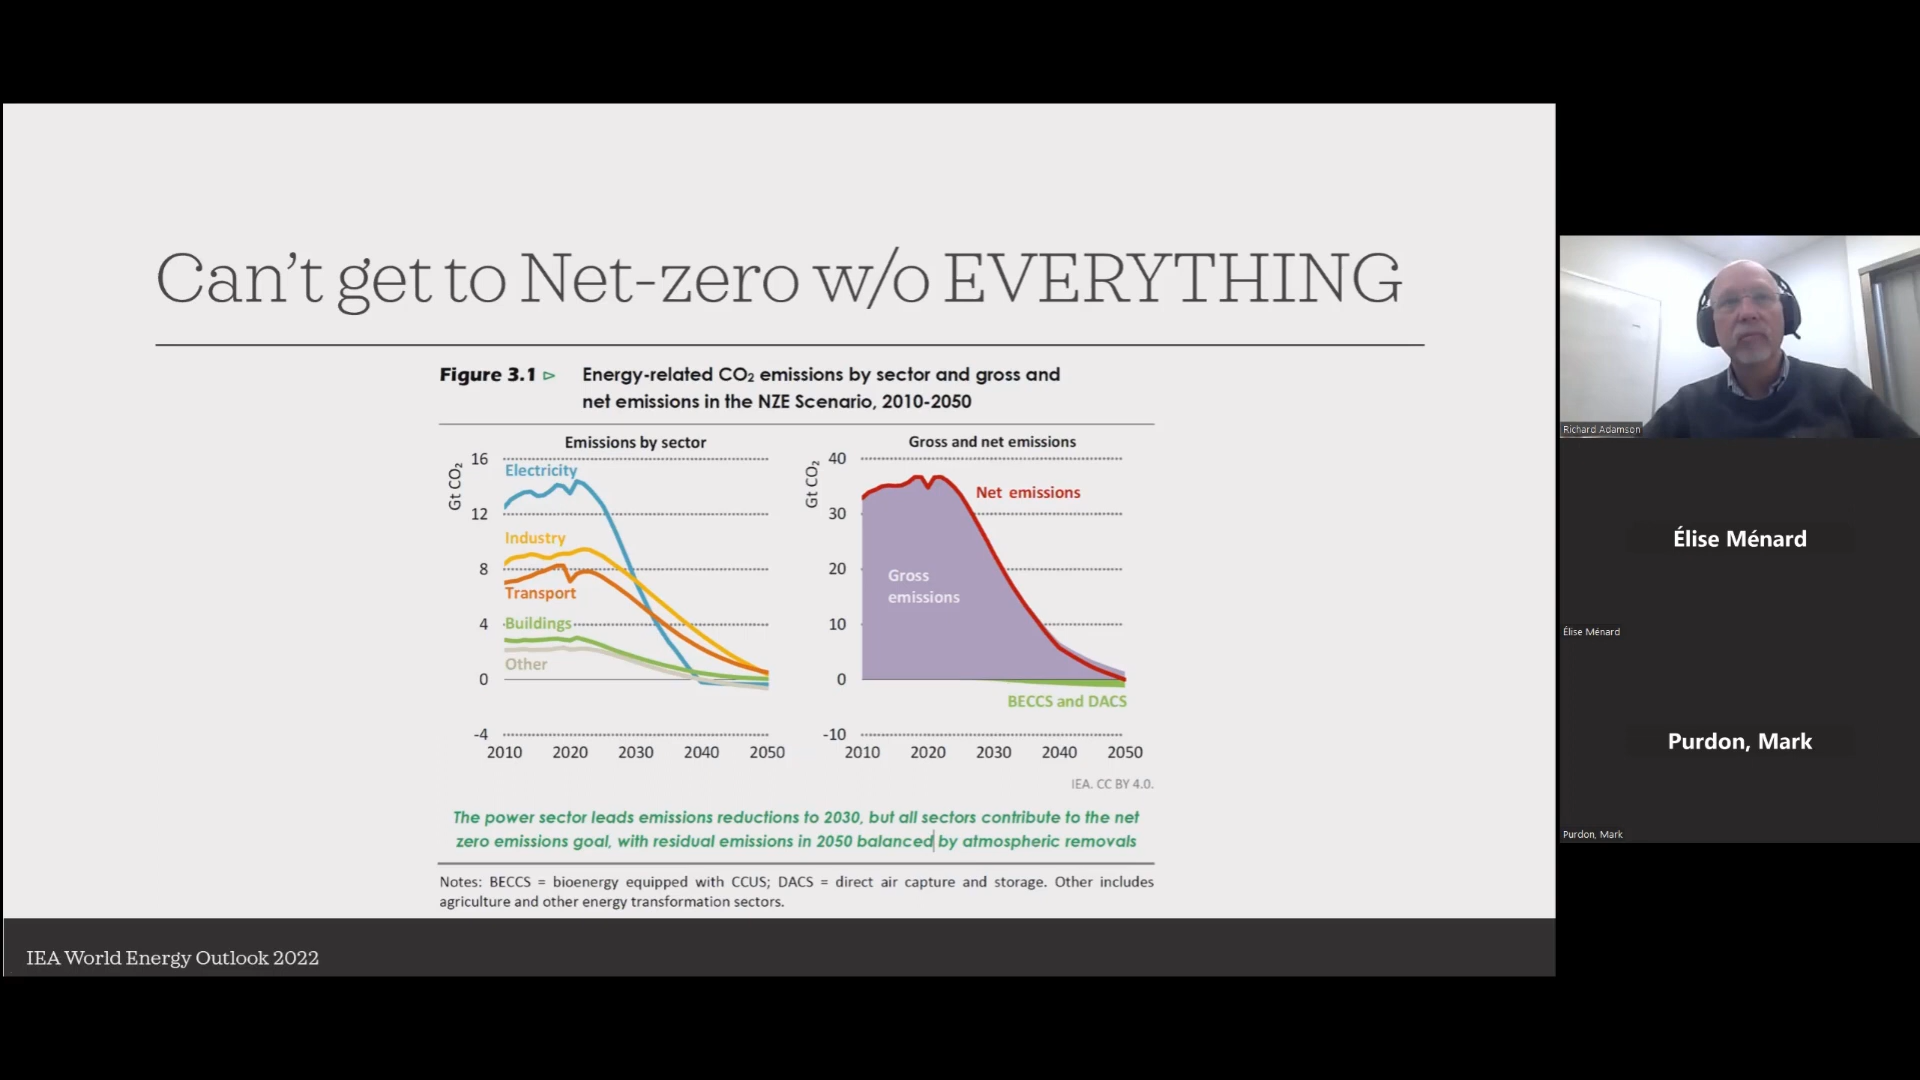 Can't get to Net-zero w/o EVERYTHING
Figure 3.1 ▷ Energy-related CO₂ emissions by sector and gross and
net emissions in the NZE Scenario, 2010-2050
Emissions by sector
Gt CO₂
16
12
8
4
0
-4
Electricity
Industry
Transport
Buildings
Other
2010 2020 2030 2040 2050
Gross and net emissions
Gt CO₂
40
30
20
10
0
-10
Net emissions
Gross
emissions
BECCS and DACS
2010 2020 2030 2040 2050
IEA. CC BY 4.0.
The power sector leads emissions reductions to 2030, but all sectors contribute to the net
zero emissions goal, with residual emissions in 2050 balanced by atmospheric removals
Notes: BECCS = bioenergy equipped with CCUS; DACS = direct air capture and storage. Other includes
agriculture and other energy transformation sectors.
IEA World Energy Outlook 2022
Richard Adamson
Élise Ménard
Élise Ménard
Purdon, Mark
Purdon, Mark